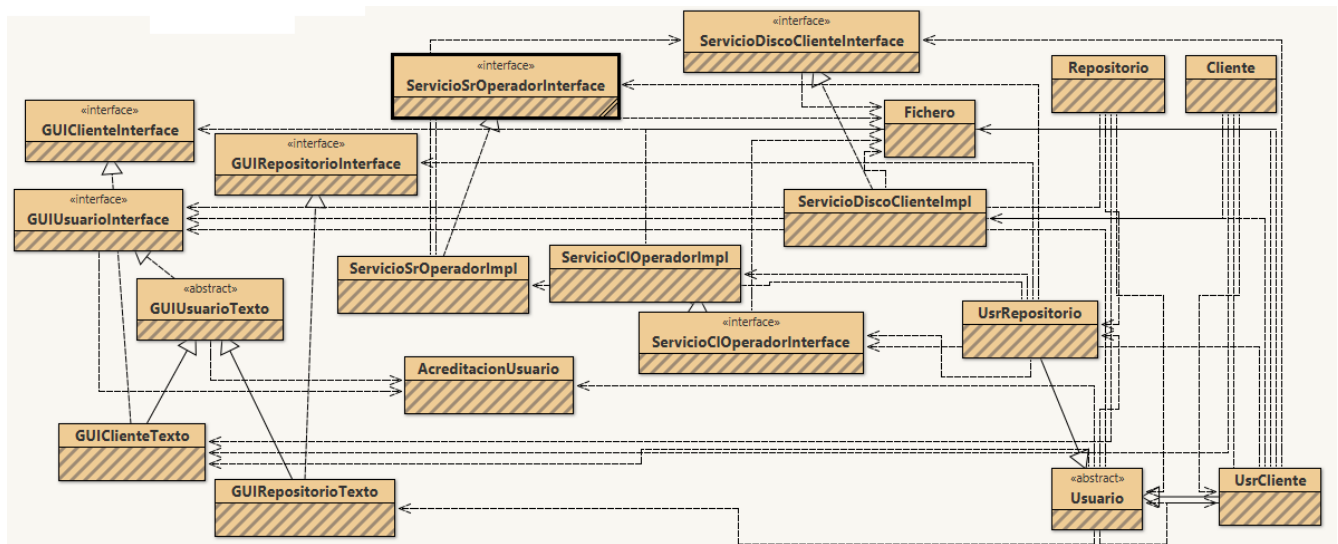 «interface»
ServicioDiscoClienteInterface
«interface»
ServicioSrOperadorInterface
Repositorio
Cliente
«interface»
GUIClienteInterface
Fichero
«interface»
GUIRepositorioInterface
«interface»
GUIUsuarioInterface
ServicioDiscoClienteImpl
ServicioSrOperadorImpl
ServicioClOperadorImpl
«abstract»
GUIUsuarioTexto
UsrRepositorio
«interface»
ServicioClOperadorInterface
AcreditacionUsuario
GUIClienteTexto
GUIRepositorioTexto
«abstract»
Usuario
UsrCliente